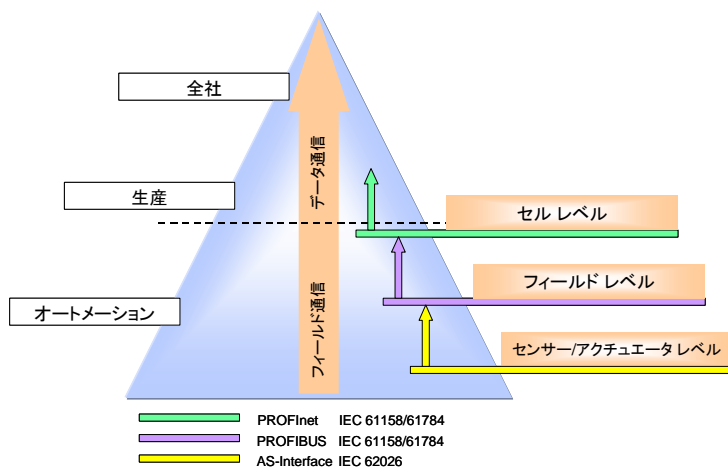 全社
データ通信
生産
セル レベル
フィールド レベル
オートメーション
フィールド通信
センサー/アクチュエータ レベル
PROFInet IEC 61158/61784
PROFIBUS IEC 61158/61784
AS-Interface IEC 62026